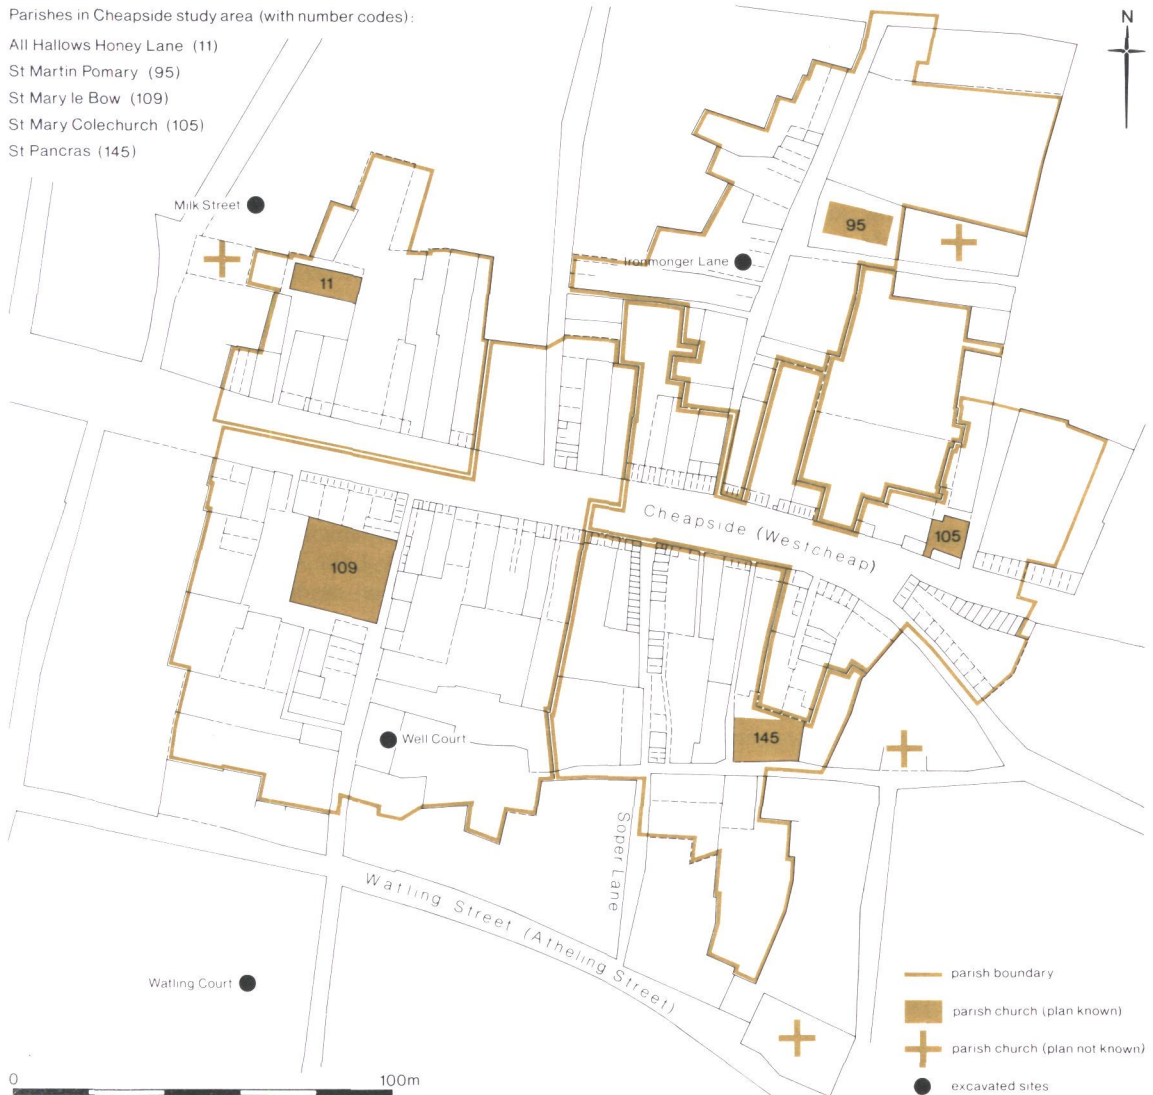 Parishes in Cheapside study area (with number codes):
All Hallows Honey Lane (11)
St Martin Pomary (95)
St Mary le Bow (109)
St Mary Colechurch (105)
St Pancras (145)
N
Milk Street
11
95
Ironmonger Lane
Cheapside (Westcheap)
105
109
Well Court
145
Soper Lane
Watling Street (Atheling Street)
Watling Court
parish boundary
parish church (plan known)
parish church (plan not known)
excavated sites
0
100m